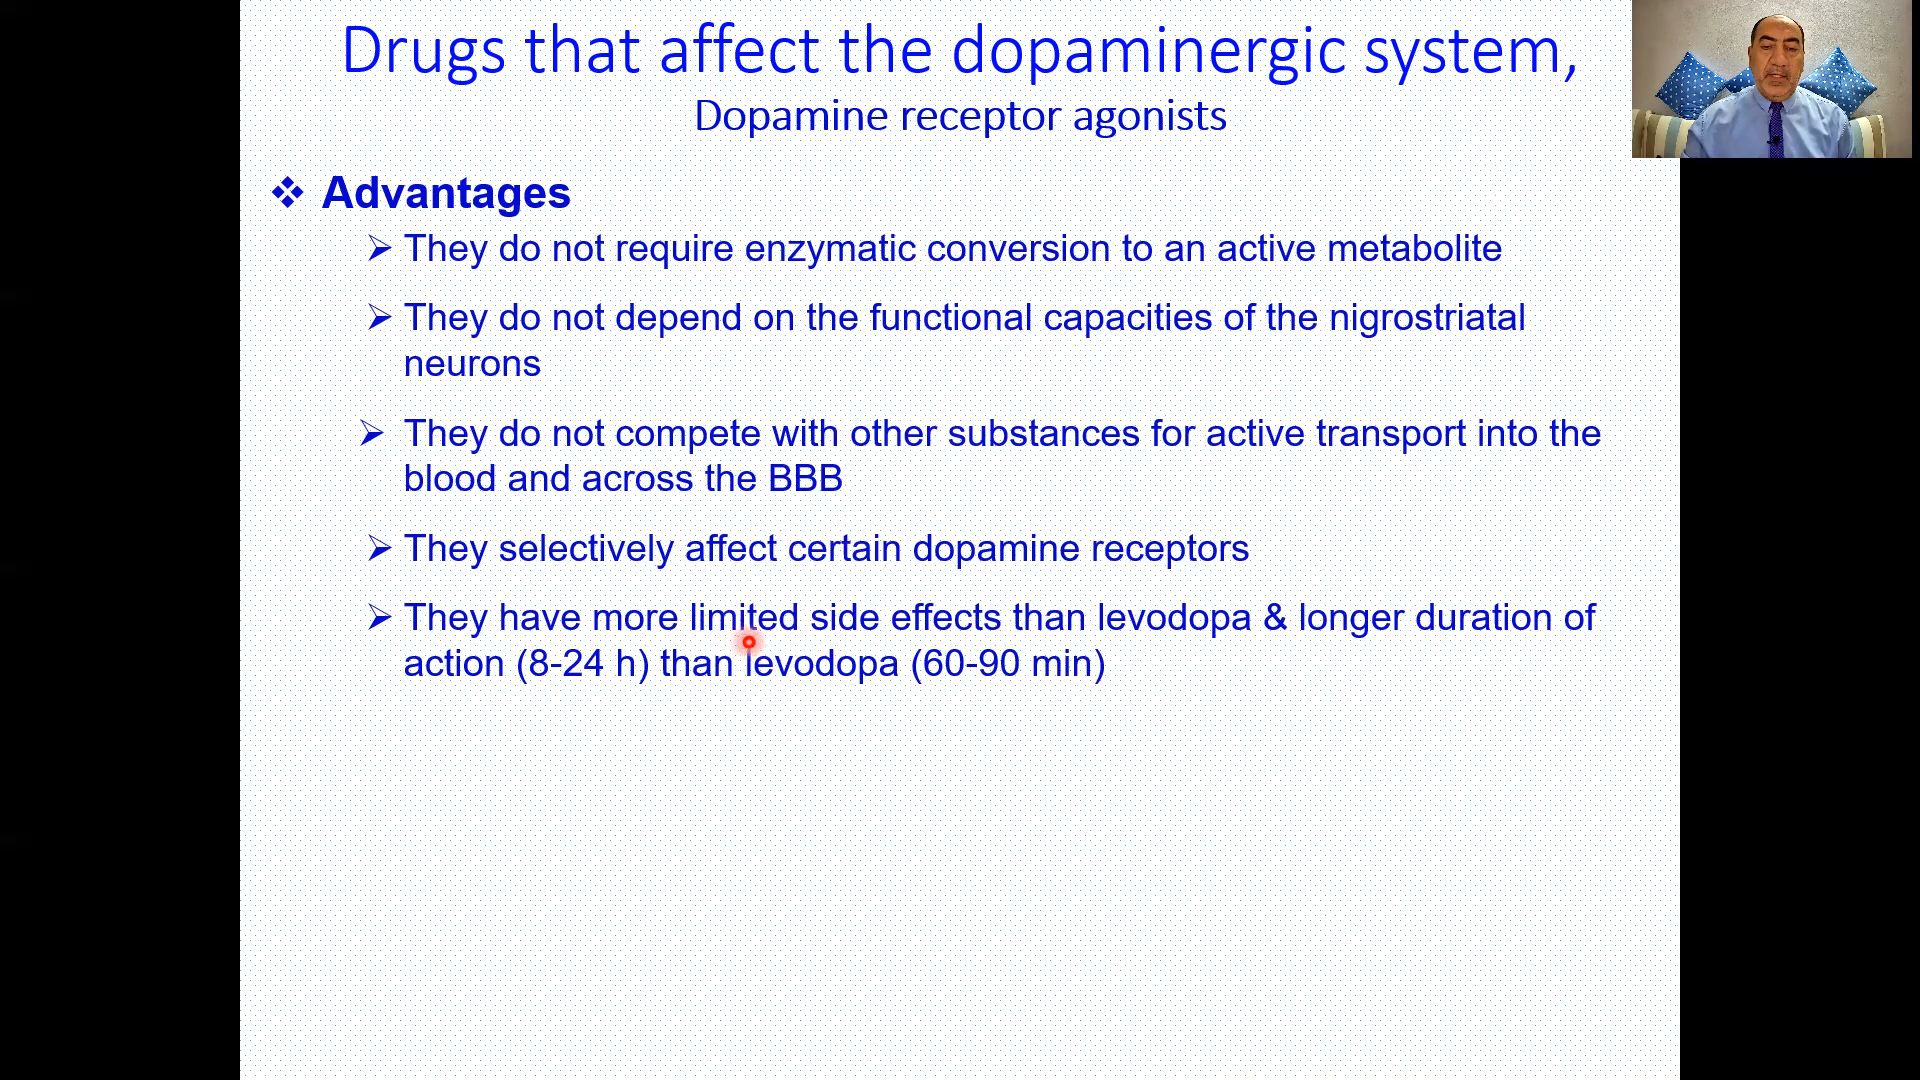 Drugs that affect the dopaminergic system,
Dopamine receptor agonists
❖ Advantages
➢ They do not require enzymatic conversion to an active metabolite
➢ They do not depend on the functional capacities of the nigrostriatal
neurons
➢ They do not compete with other substances for active transport into the
blood and across the BBB
➢ They selectively affect certain dopamine receptors
➢ They have more limited side effects than levodopa & longer duration of
action (8-24 h) than levodopa (60-90 min)